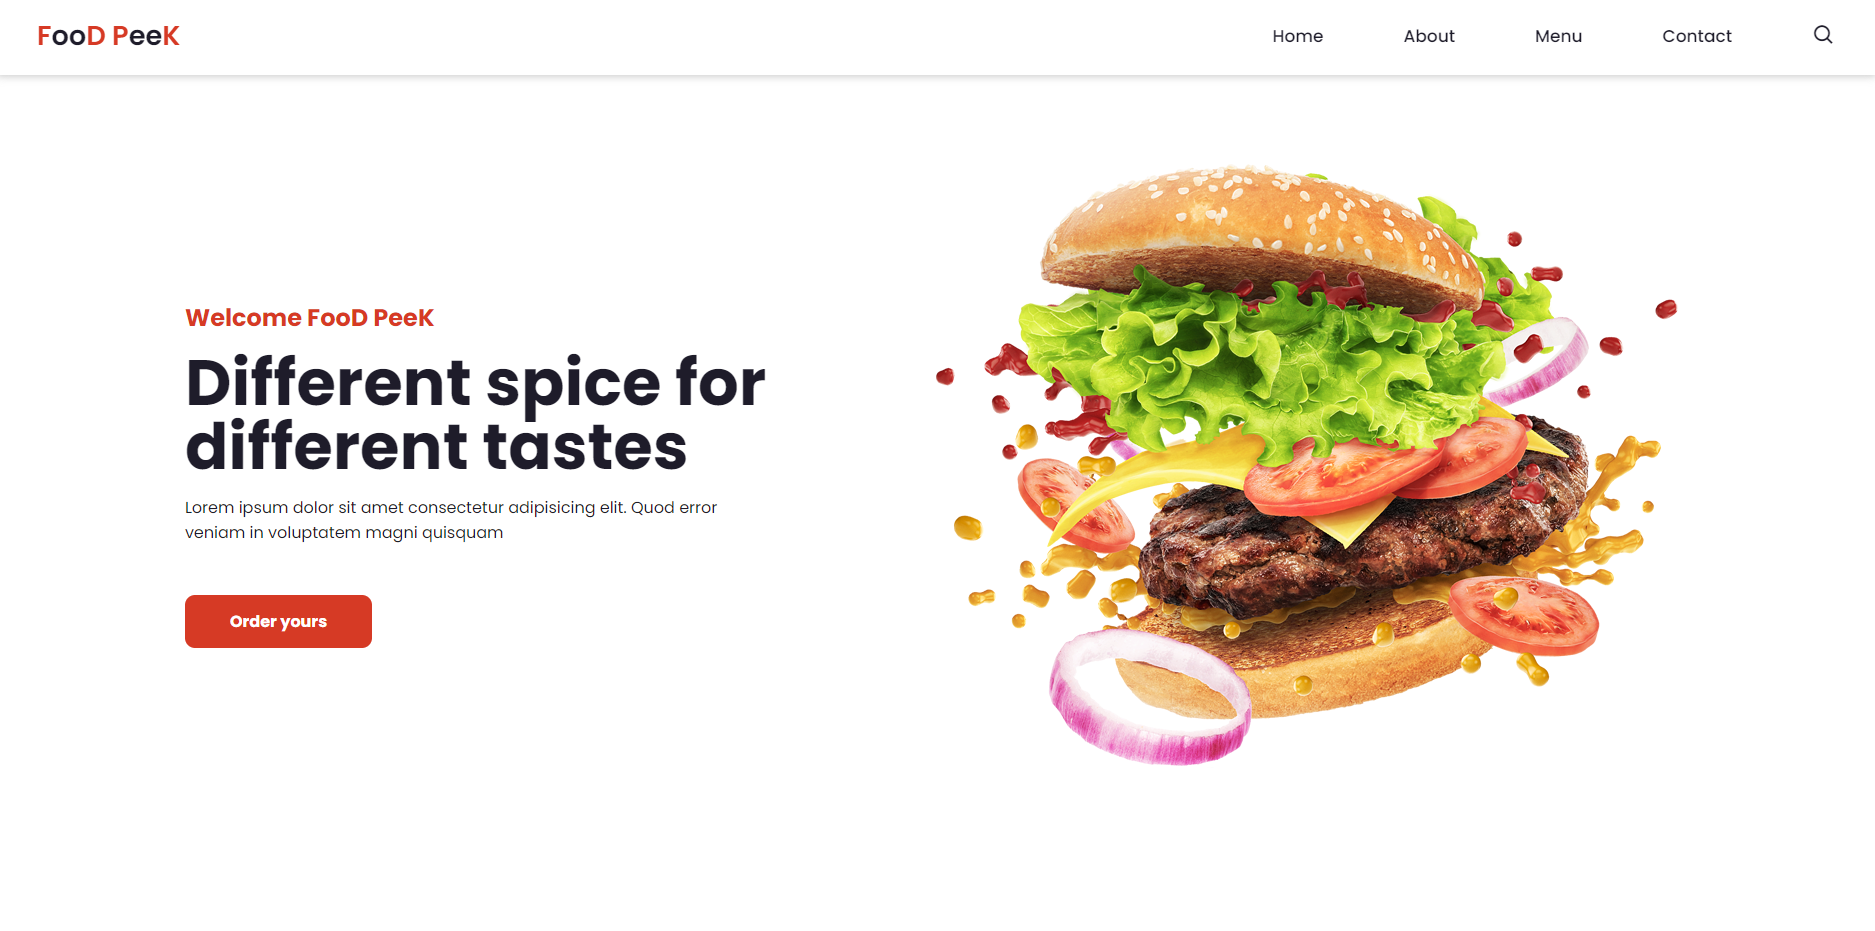 FooD PeeK
Home About Menu Contact
Welcome FooD PeeK
Different spice for
different tastes
Lorem ipsum dolor sit amet consectetur adipisicing elit. Quod error
veniam in voluptatem magni quisquam
Order yours